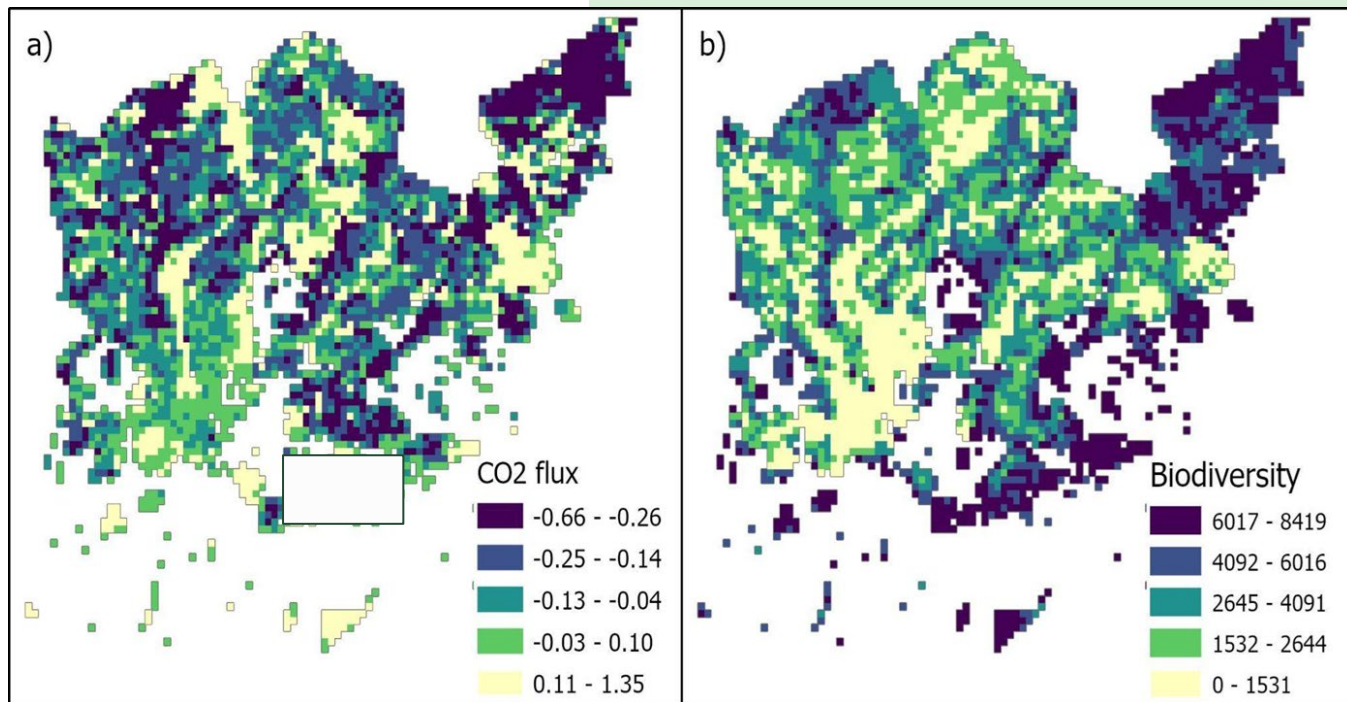 a)
CO2 flux
-0.66 - -0.26
-0.25 - -0.14
-0.13 - -0.04
-0.03 - 0.10
0.11 - 1.35
b)
Biodiversity
6017 - 8419
4092 - 6016
2645 - 4091
1532 - 2644
0 - 1531